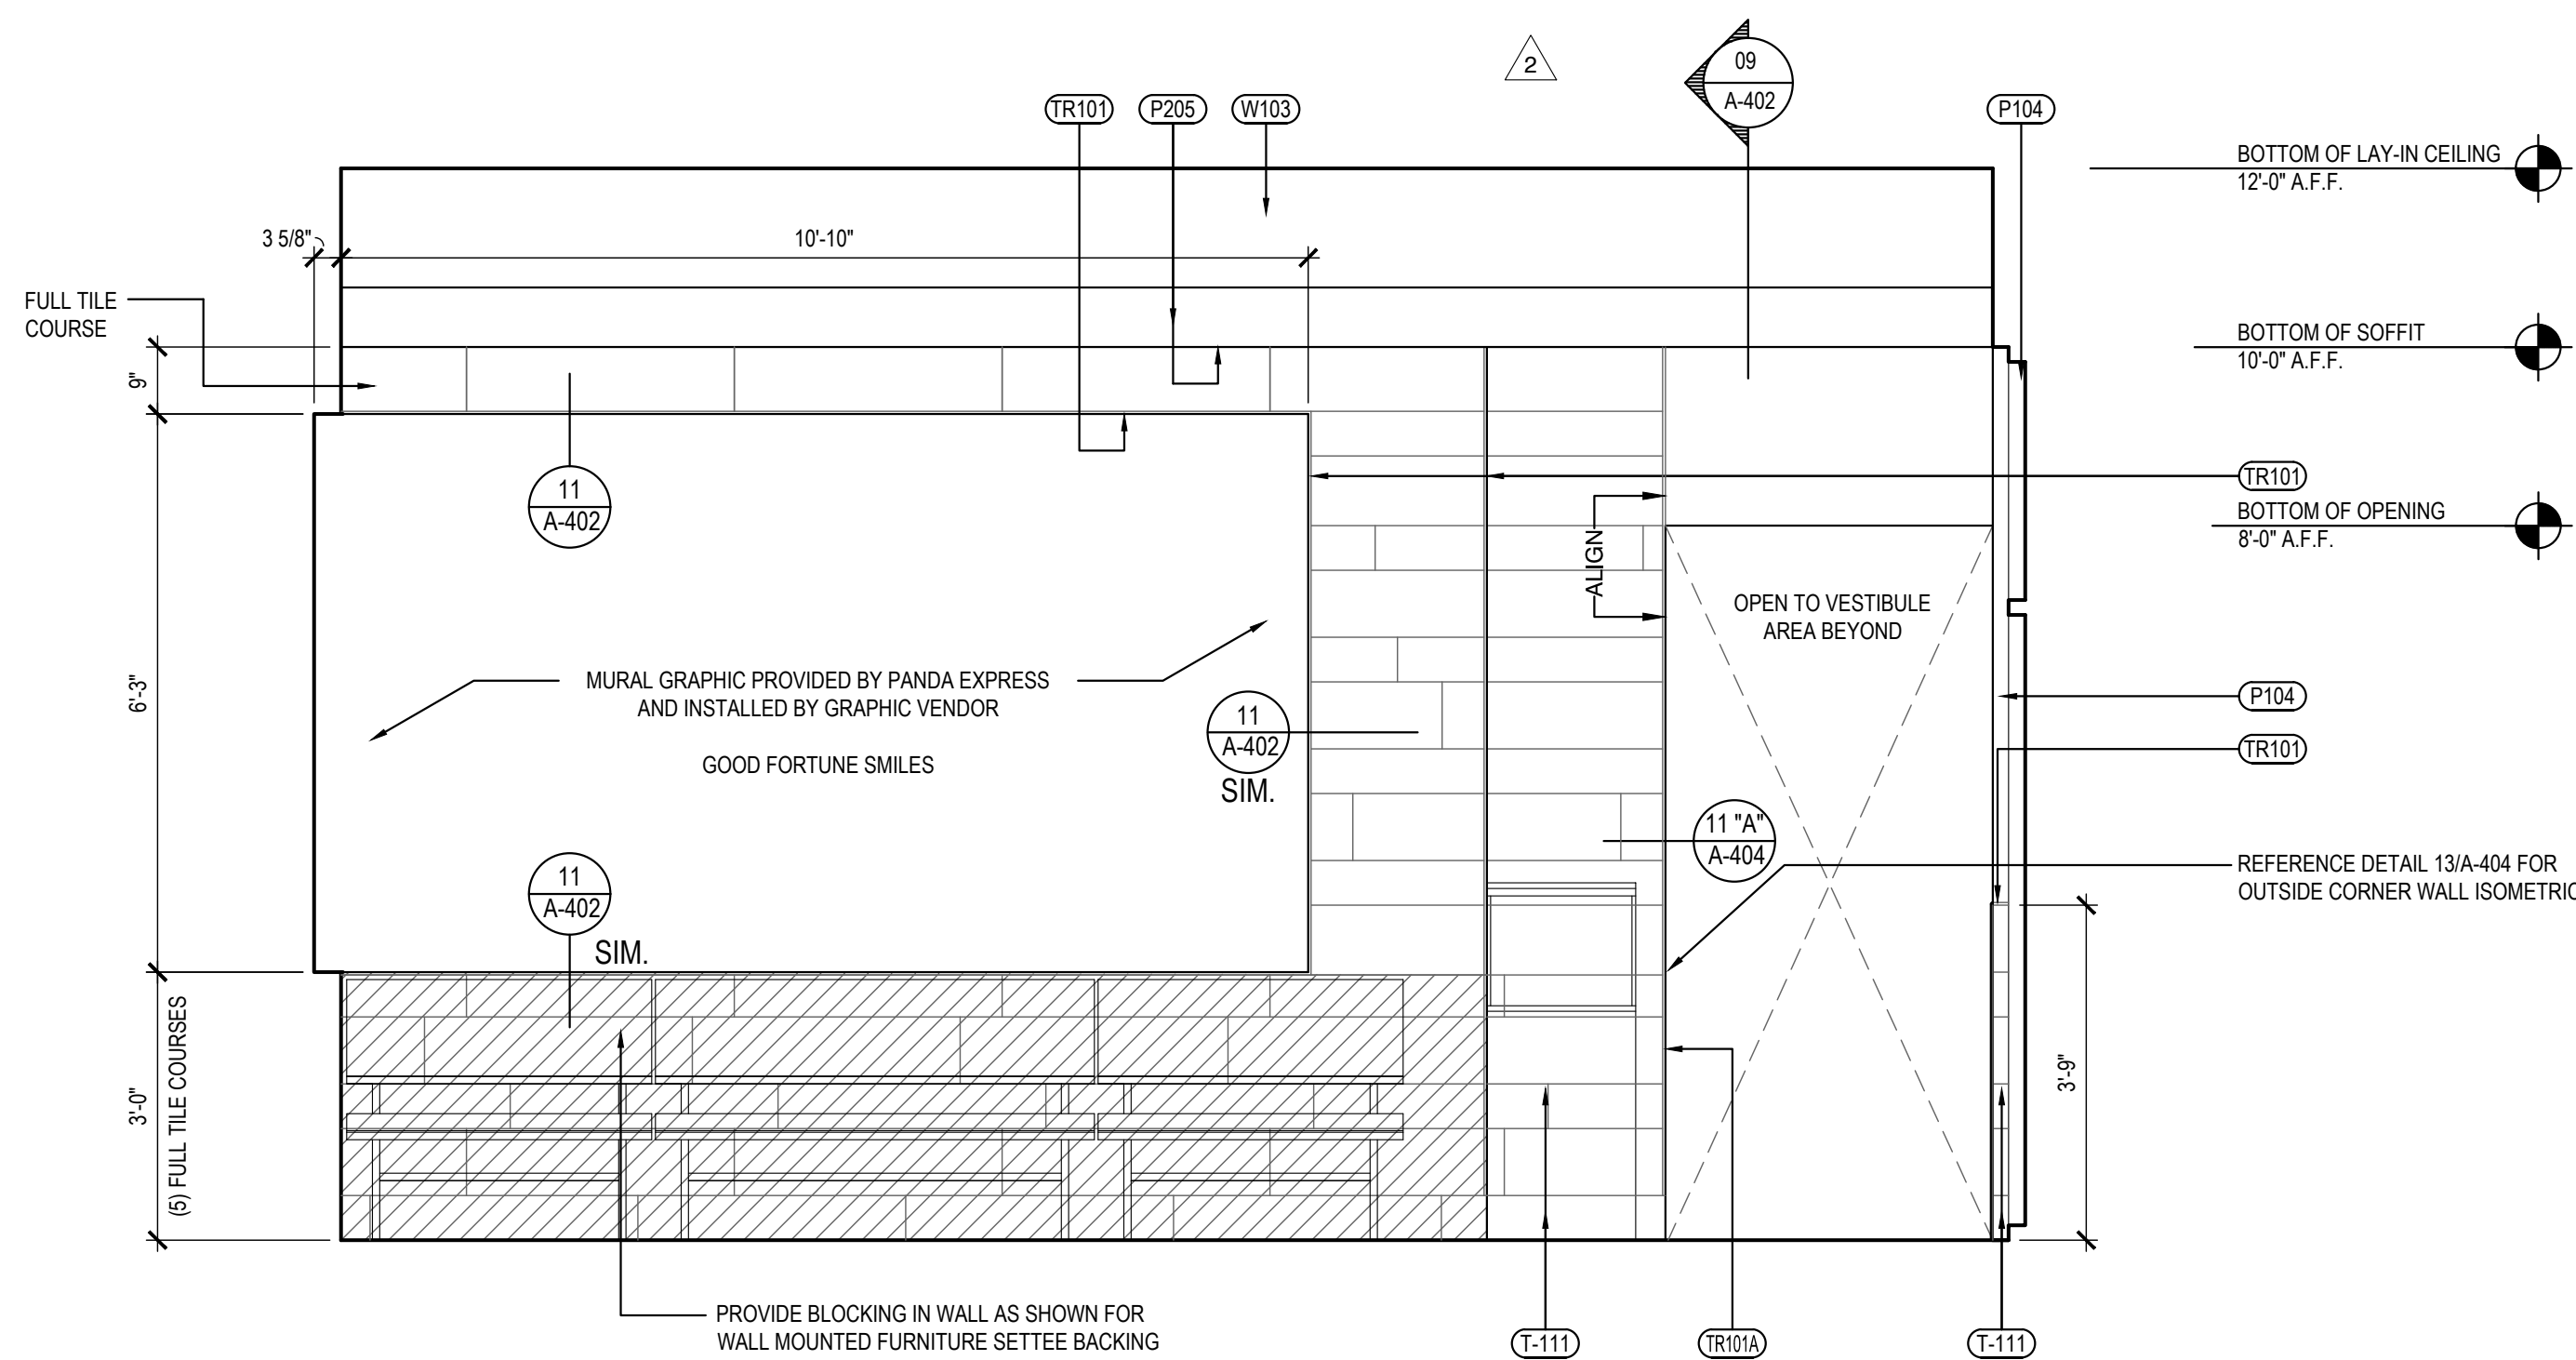 2
09
A-402
TR101
P205
W103
P104
BOTTOM OF LAY-IN CEILING
12'-0" A.F.F.
3 5/8"
10'-10"
FULL TILE
COURSE
BOTTOM OF SOFFIT
10'-0" A.F.F.
9"
11
A-402
TR101
BOTTOM OF OPENING
8'-0" A.F.F.
ALIGN
OPEN TO VESTIBULE
AREA BEYOND
6'-3"
MURAL GRAPHIC PROVIDED BY PANDA EXPRESS
AND INSTALLED BY GRAPHIC VENDOR
GOOD FORTUNE SMILES
11
A-402
SIM.
P104
TR101
11 "A"
A-404
REFERENCE DETAIL 13/A-404 FOR
OUTSIDE CORNER WALL ISOMETRIC
11
A-402
SIM.
3'-0"
(5) FULL TILE COURSES
3'-9"
PROVIDE BLOCKING IN WALL AS SHOWN FOR
WALL MOUNTED FURNITURE SETTEE BACKING
T-111
TR101A
T-111